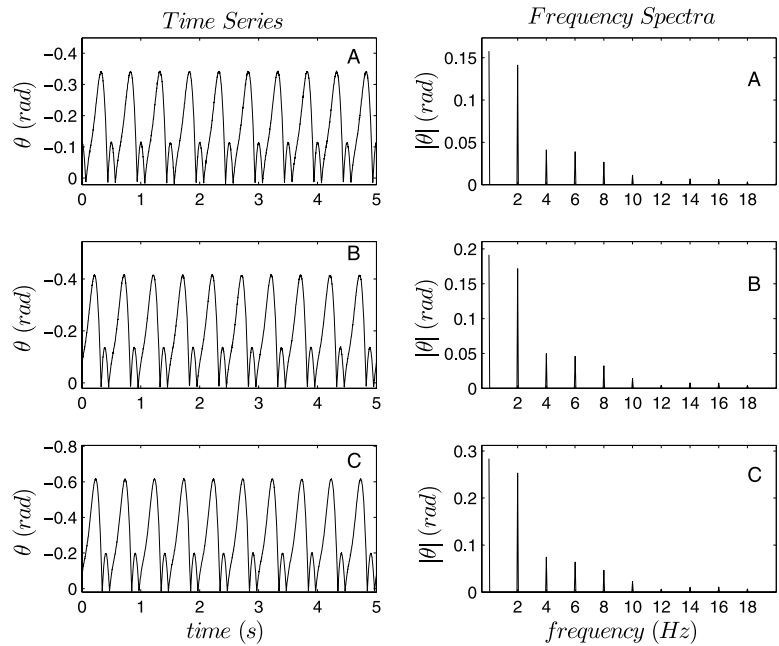 Time Series
Frequency Spectra
−0.4
−0.3
−0.2
−0.1
0
θ (rad)
A
0 1 2 3 4 5
0.15
0.1
0.05
0
|θ| (rad)
A
2 4 6 8 10 12 14 16 18
−0.4
−0.2
0
θ (rad)
B
0 1 2 3 4 5
0.2
0.15
0.1
0.05
0
|θ| (rad)
B
2 4 6 8 10 12 14 16 18
−0.8
−0.6
−0.4
−0.2
0
θ (rad)
C
0 1 2 3 4 5
time (s)
0.3
0.2
0.1
0
|θ| (rad)
C
2 4 6 8 10 12 14 16 18
frequency (Hz)